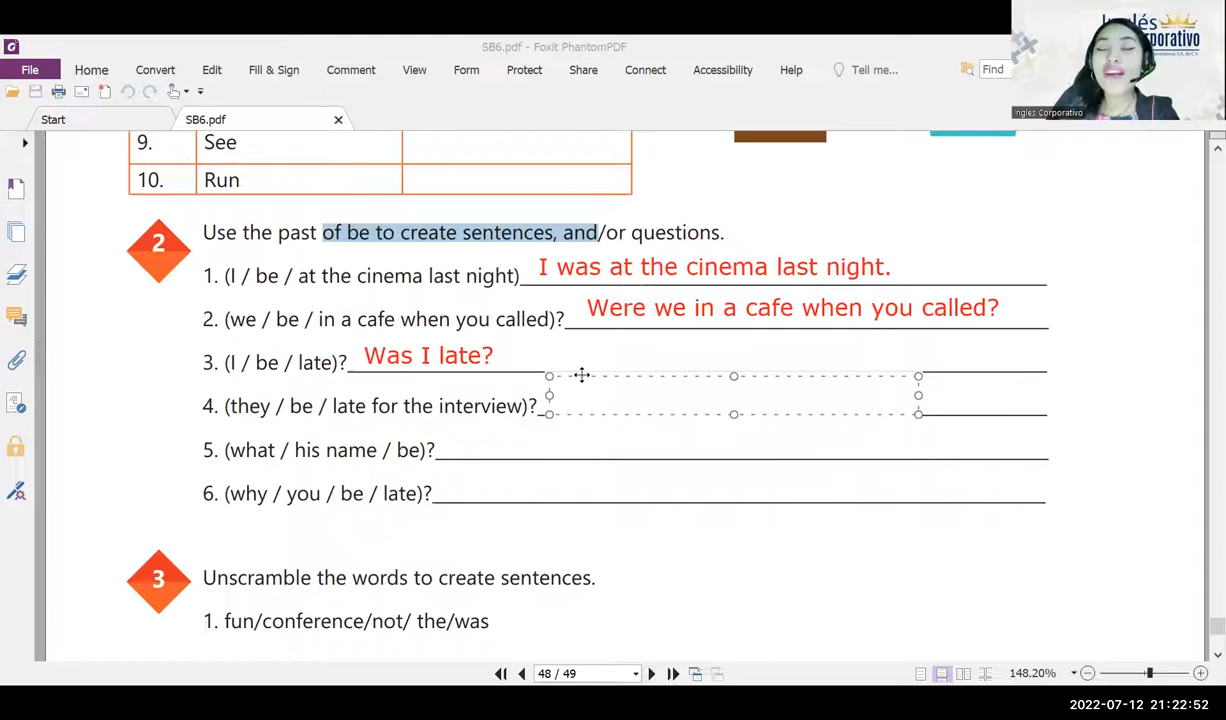 SB6.pdf - Foxit PhantomPDF
Inglés
Corporativo
File Home Convert Edit Fill & Sign Comment View Form Protect Share Connect Accessibility Help Tell me... Find
Ingles Corporativo
Start SB6.pdf
9. See
10. Run
2 Use the past of be to create sentences, and/or questions.
1. (I / be / at the cinema last night) I was at the cinema last night.
2. (we / be / in a cafe when you called)? Were we in a cafe when you called?
3. (I / be / late)? Was I late?
4. (they / be / late for the interview)?
5. (what / his name / be)?
6. (why / you / be / late)?
3 Unscramble the words to create sentences.
1. fun/conference/not/ the/was
48 / 49 148.20%
2022-07-12 21:22:52